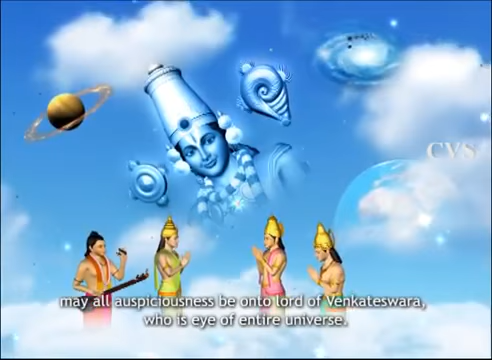 CVS
may all auspiciousness be onto lord of Venkateswara,
who is eye of entire universe.